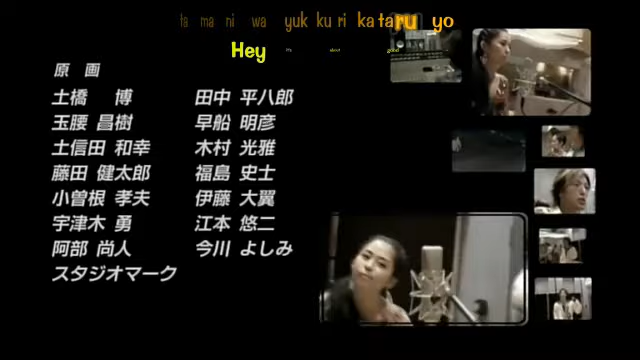 ta ma ni wa yuk ku ri ka taru yo
Hey It's about good
原 画
土橋 博 田中 平八郎
玉腰 昌樹 早船 明彦
土信田 和幸 木村 光雅
藤田 健太郎 福島 史士
小曽根 孝夫 伊藤 大翼
宇津木 勇 江本 悠二
阿部 尚人 今川 よしみ
スタジオマーク